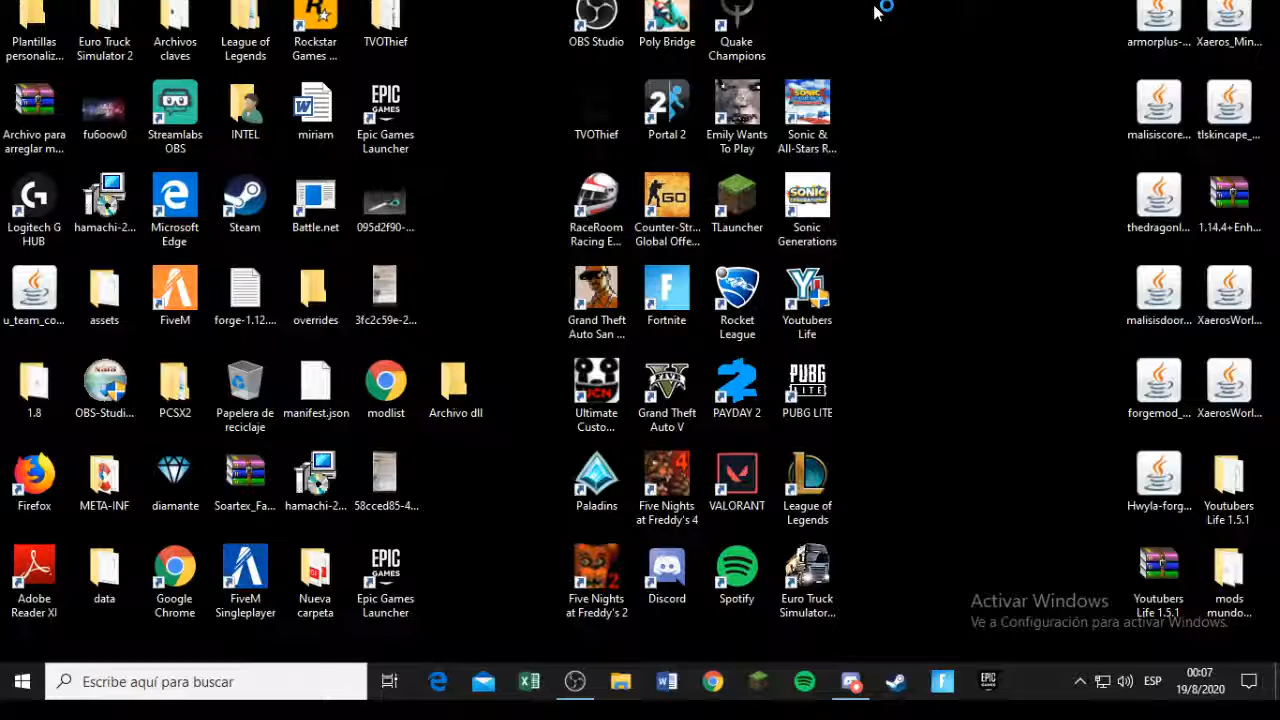 Plantillas
personaliz...
Euro Truck
Simulator 2
Archivos
claves
League of
Legends
Rockstar
Games ...
TVOThief
OBS Studio
Poly Bridge
Quake
Champions
armorplus-...
Xaeros_Min...
Archivo para
arreglar m...
fu6oow0
Streamlabs
OBS
INTEL
miriam
EPIC
GAMES
Epic Games
Launcher
TVOThief
2
Portal 2
Emily Wants
To Play
Sonic &
All-Stars R...
malisiscore...
tlskincape_...
Logitech G
HUB
hamachi-2...
Microsoft
Edge
Steam
Battle.net
095d2f90-...
RaceRoom
Racing E...
GO
Counter-Str...
Global Offe...
TLauncher
Sonic
Generations
thedragonl...
1.14.4+Enh...
u_team_co...
assets
FiveM
forge-1.12....
overrides
3fc2c59e-2...
Grand Theft
Auto San ...
Fortnite
Rocket
League
Youtubers
Life
malisisdoor...
XaerosWorl...
1.8
OBS-Studi...
PCSX2
Papelera de
reciclaje
manifest.json
modlist
Archivo dll
UCN
Ultimate
Custo...
Grand Theft
Auto V
2
PAYDAY 2
PUBG
LITE
PUBG LITE
forgemod_...
XaerosWorl...
Firefox
META-INF
diamante
Soartex_Fa...
hamachi-2...
58cced85-4...
Paladins
4
Five Nights
at Freddy's 4
VALORANT
League of
Legends
Hwyla-forg...
Youtubers
Life 1.5.1
Adobe
Reader XI
data
Google
Chrome
FiveM
Singleplayer
Nueva
carpeta
EPIC
GAMES
Epic Games
Launcher
2
Five Nights
at Freddy's 2
Discord
Spotify
Euro Truck
Simulator...
Youtubers
Life 1.5.1
mods
mundo...
Activar Windows
Ve a Configuración para activar Windows.
Escribe aquí para buscar
EPIC
GAMES
ESP
00:07
19/8/2020